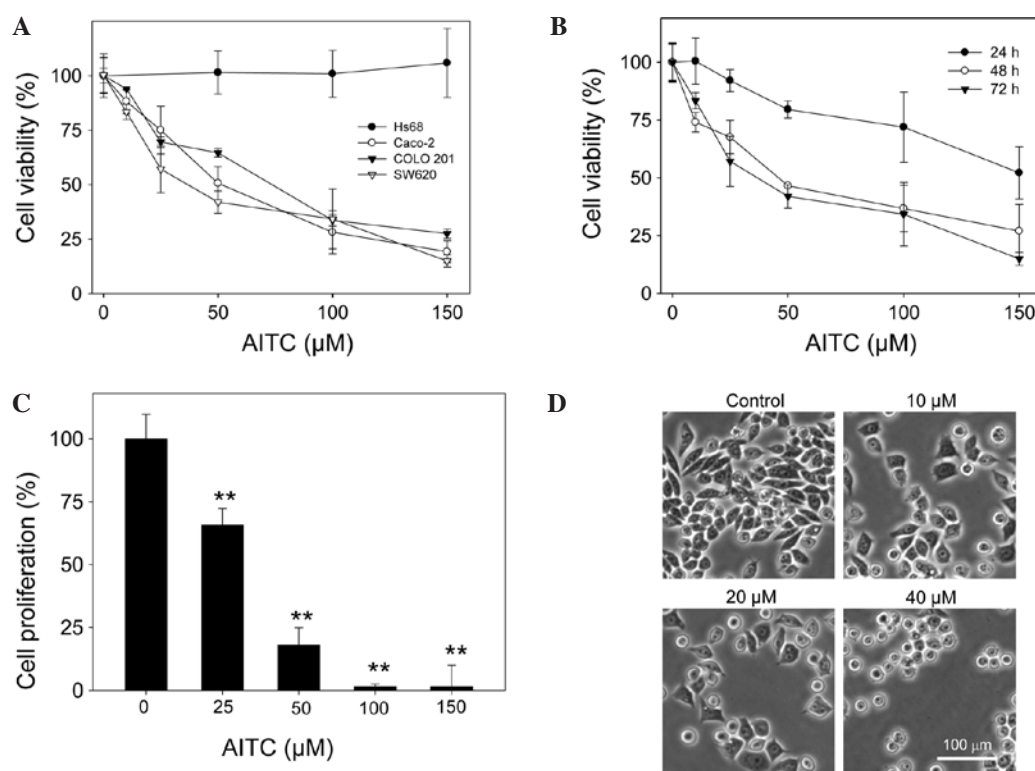 A
Cell viability (%)
100
75
50
25
0
Hs68
Caco-2
COLO 201
SW620
0 50 100 150
AITC (µM)
B
Cell viability (%)
100
75
50
25
0
24 h
48 h
72 h
0 50 100 150
AITC (µM)
C
Cell proliferation (%)
100
75
50
25
0
**
**
**
**
0 25 50 100 150
AITC (µM)
D
Control
10 µM
20 µM
40 µM
100 µm